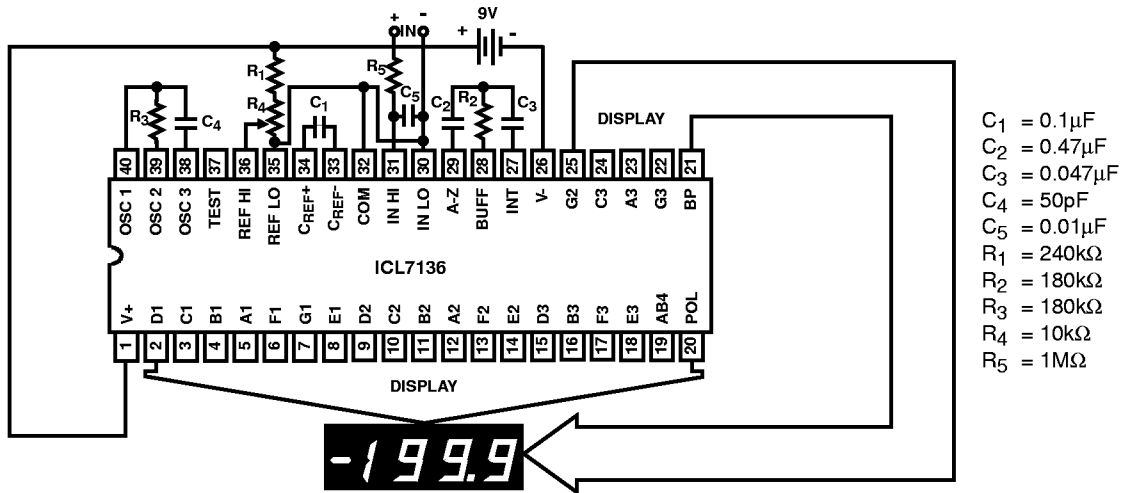 + - 9V
IN + -
R1 R5
R4 C1 C5 C2 R2 C3
R3 C4
DISPLAY
40 39 38 37 36 35 34 33 32 31 30 29 28 27 26 25 24 23 22 21
OSC 1 OSC 2 OSC 3 TEST REF HI REF LO CREF+ CREF- COM IN HI IN LO A-Z BUFF INT V- G2 C3 A3 G3 BP
ICL7136
V+ D1 C1 B1 A1 F1 G1 E1 D2 C2 B2 A2 F2 E2 D3 B3 F3 E3 AB4 POL
1 2 3 4 5 6 7 8 9 10 11 12 13 14 15 16 17 18 19 20
DISPLAY
-199.9
C1 = 0.1μF
C2 = 0.47μF
C3 = 0.047μF
C4 = 50pF
C5 = 0.01μF
R1 = 240kΩ
R2 = 180kΩ
R3 = 180kΩ
R4 = 10kΩ
R5 = 1MΩ